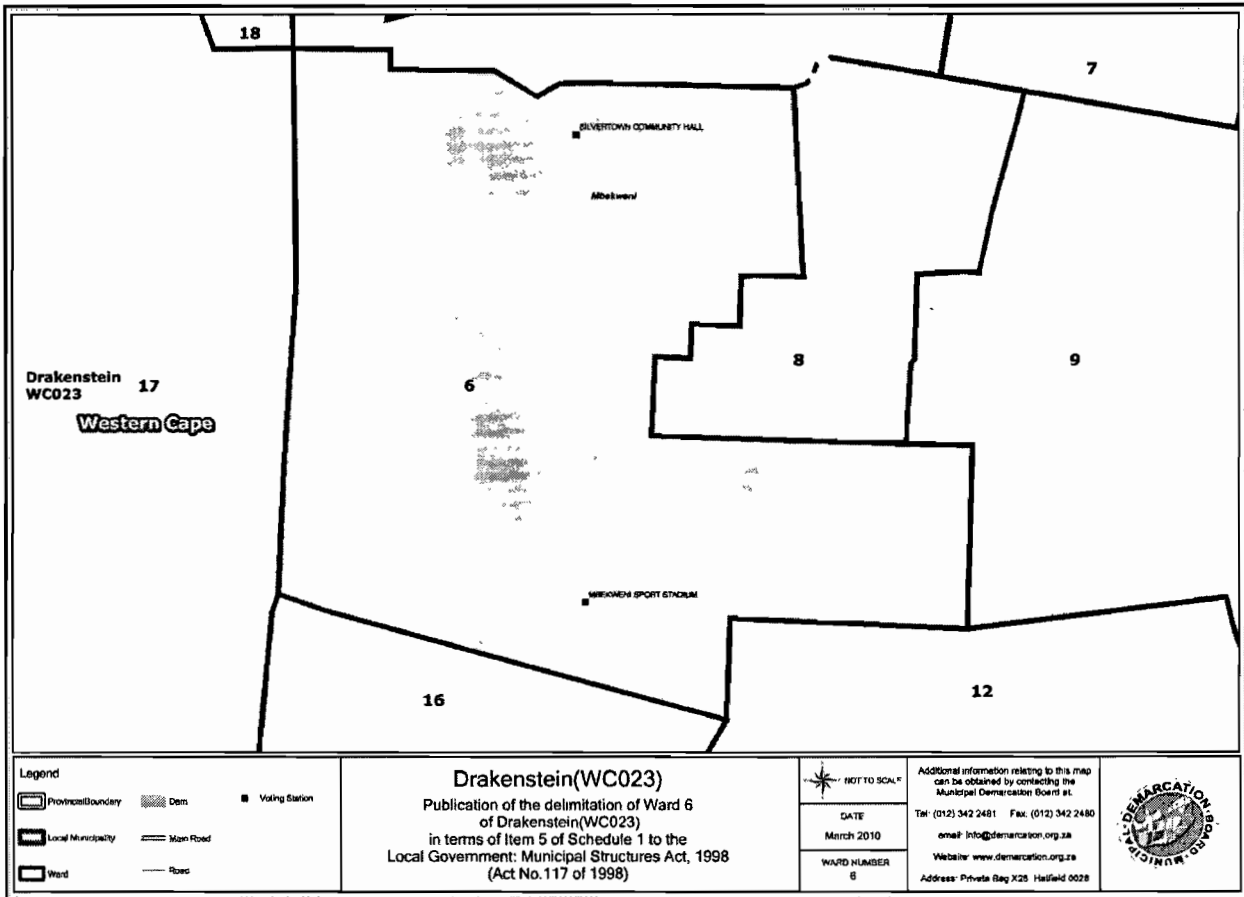 18
7
SILVERTOWN COMMUNITY HALL
Mbekweni
8
9
6
Drakenstein
WC023
17
Western Cape
MBEKWENI SPORT STADIUM
16
12
Legend
ProvincialBoundary
Dam
Voting Station
Local Municipality
Main Road
Ward
Road
Drakenstein(WC023)
Publication of the delimitation of Ward 6
of Drakenstein(WC023)
in terms of Item 5 of Schedule 1 to the
Local Government: Municipal Structures Act, 1998
(Act No.117 of 1998)
NOT TO SCALE
DATE
March 2010
WARD NUMBER
6
Additional information relating to this map
can be obtained by contacting the
Municipal Demarcation Board at.
Tel: (012) 342 2481 Fax. (012) 342 2480
email: info@demarcation.org.za
Website: www.demarcation.org.za
Address: Private Bag X28 Hatfield 0028
MUNICIPAL DEMARCATION BOARD